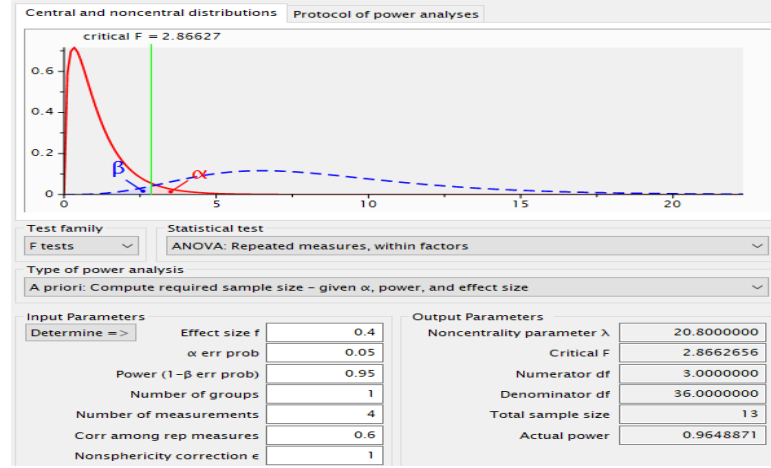 Central and noncentral distributions Protocol of power analyses
critical F = 2.86627
0.6
0.4
0.2
β α
0
0 5 10 15 20
Test family Statistical test
F tests ANOVA: Repeated measures, within factors
Type of power analysis
A priori: Compute required sample size – given α, power, and effect size
Input Parameters Output Parameters
Determine => Effect size f 0.4 Noncentrality parameter λ 20.8000000
α err prob 0.05 Critical F 2.8662656
Power (1-β err prob) 0.95 Numerator df 3.0000000
Number of groups 1 Denominator df 36.0000000
Number of measurements 4 Total sample size 13
Corr among rep measures 0.6 Actual power 0.9648871
Nonsphericity correction ϵ 1